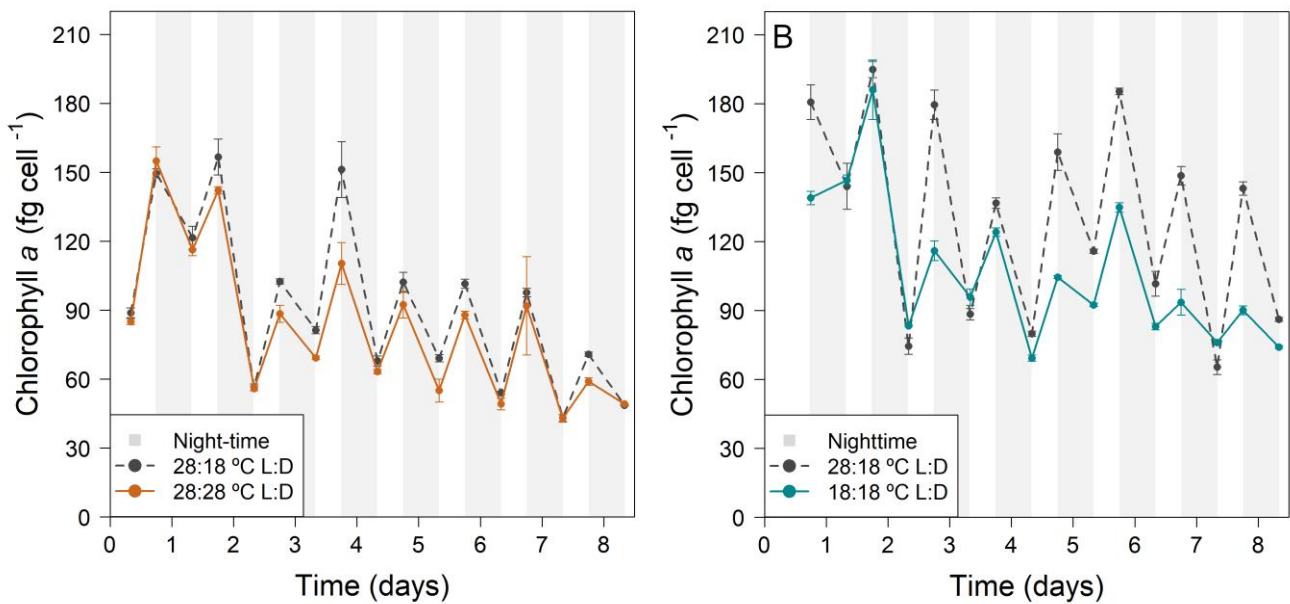 210
180
150
120
90
60
30
0
Chlorophyll a (fg cell -1)
Night-time
28:18 ºC L:D
28:28 ºC L:D
0 1 2 3 4 5 6 7 8
Time (days)
B
210
180
150
120
90
60
30
0
Chlorophyll a (fg cell -1)
Nighttime
28:18 ºC L:D
18:18 ºC L:D
0 1 2 3 4 5 6 7 8
Time (days)